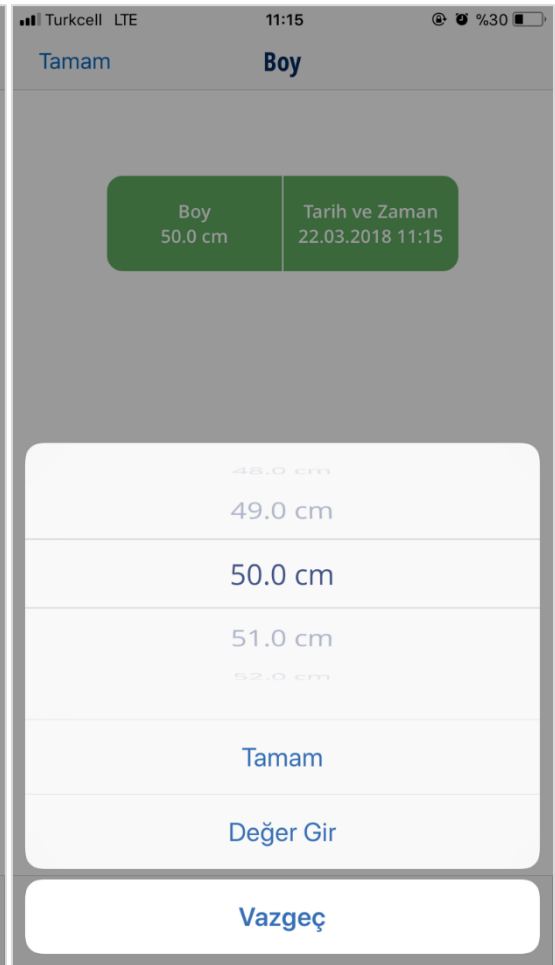 Turkcell LTE 11:15 %30
Tamam Boy
Boy
50.0 cm
Tarih ve Zaman
22.03.2018 11:15
48.0 cm
49.0 cm
50.0 cm
51.0 cm
52.0 cm
Tamam
Değer Gir
Vazgeç